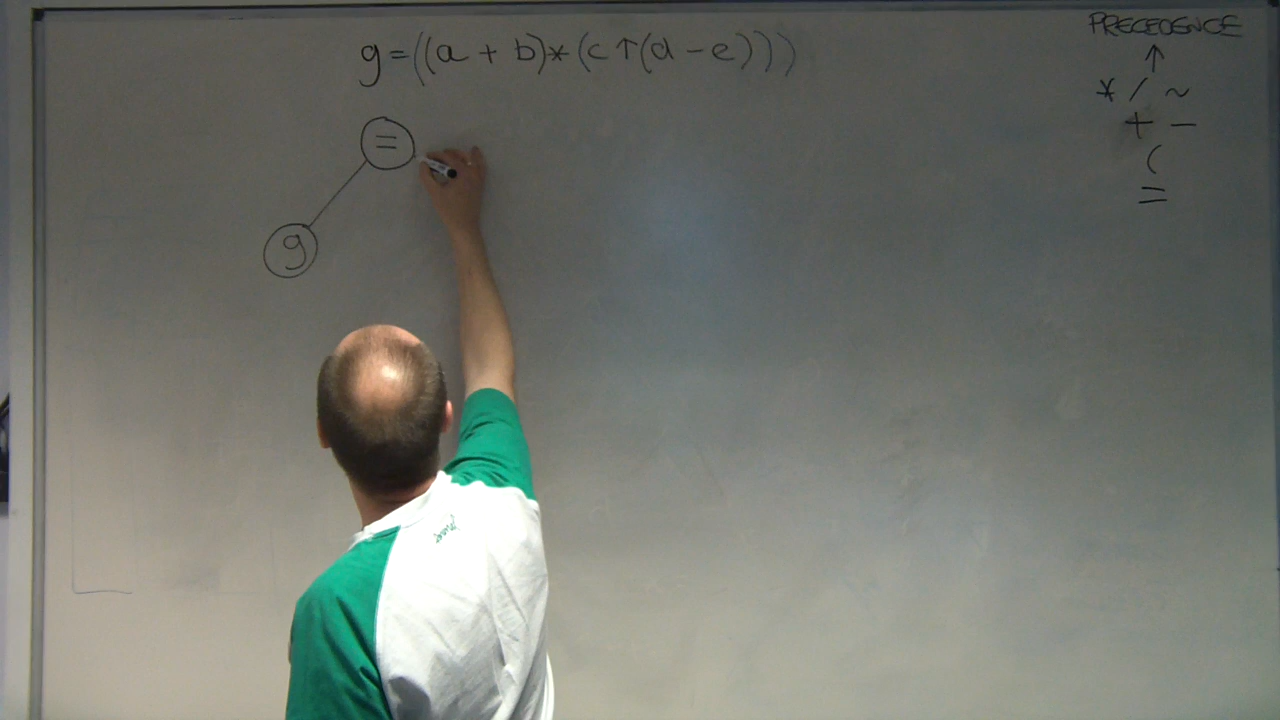 g=((a + b)*(c↑(d-e)))
PRECEDENCE
↑
* / ~
+ -
(
=
=
g